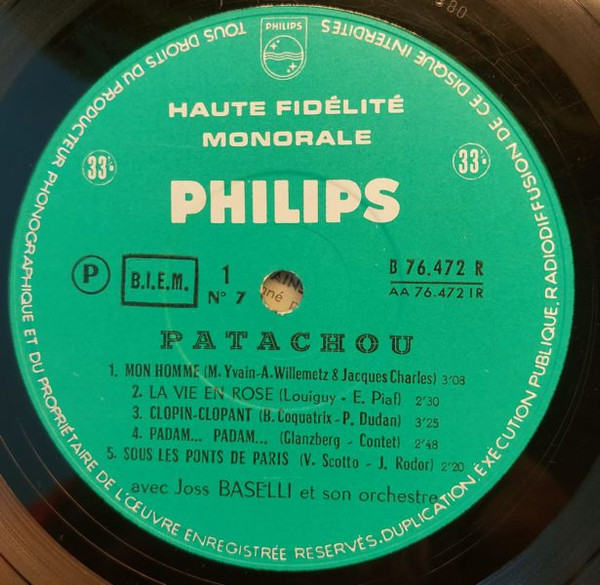 380
TOUS DROITS DU PRODUCTEUR PHONOGRAPHIQUE ET DU PROPRIÉTAIRE DE L'ŒUVRE ENREGISTRÉE RESERVÉS.DUPLICATION,EXÉCUTION PUBLIQUE,RADIODIFFUSION DE CE DISQUE INTERDITES
PHILIPS
HAUTE FIDÉLITÉ
MONORALE
33
33
PHILIPS
P
B.I.E.M.
1
N° 7
B 76.472 R
AA 76.472 1R
PATACHOU
1. MON HOMME (M. Yvain-A. Willemetz & Jacques Charles) 3'08
2. LA VIE EN ROSE (Louiguy - E. Piaf) 2'30
3. CLOPIN-CLOPANT (B. Coquatrix-P. Dudan) 3'25
4. PADAM... PADAM... (Glanzberg - Contet) 2'48
5. SOUS LES PONTS DE PARIS (V. Scotto - J. Rodor) 2'20
avec Joss BASELLI et son orchestre